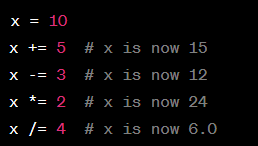 x = 10
x += 5  # x is now 15
x -= 3  # x is now 12
x *= 2  # x is now 24
x /= 4  # x is now 6.0